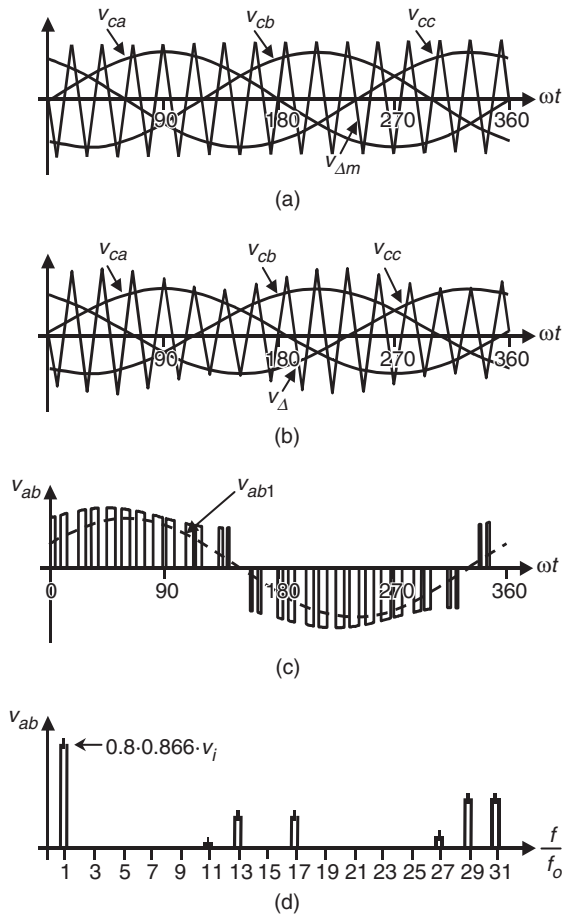 v_ca v_cb v_cc
90 180 270 360 ωt
v_Δm
(a)
v_ca v_cb v_cc
90 180 270 360 ωt
v_Δ
(b)
v_ab v_ab1
0 90 180 270 360 ωt
(c)
v_ab
0.8·0.866·v_i
1 3 5 7 9 11 13 15 17 19 21 23 25 27 29 31 f/f_o
(d)